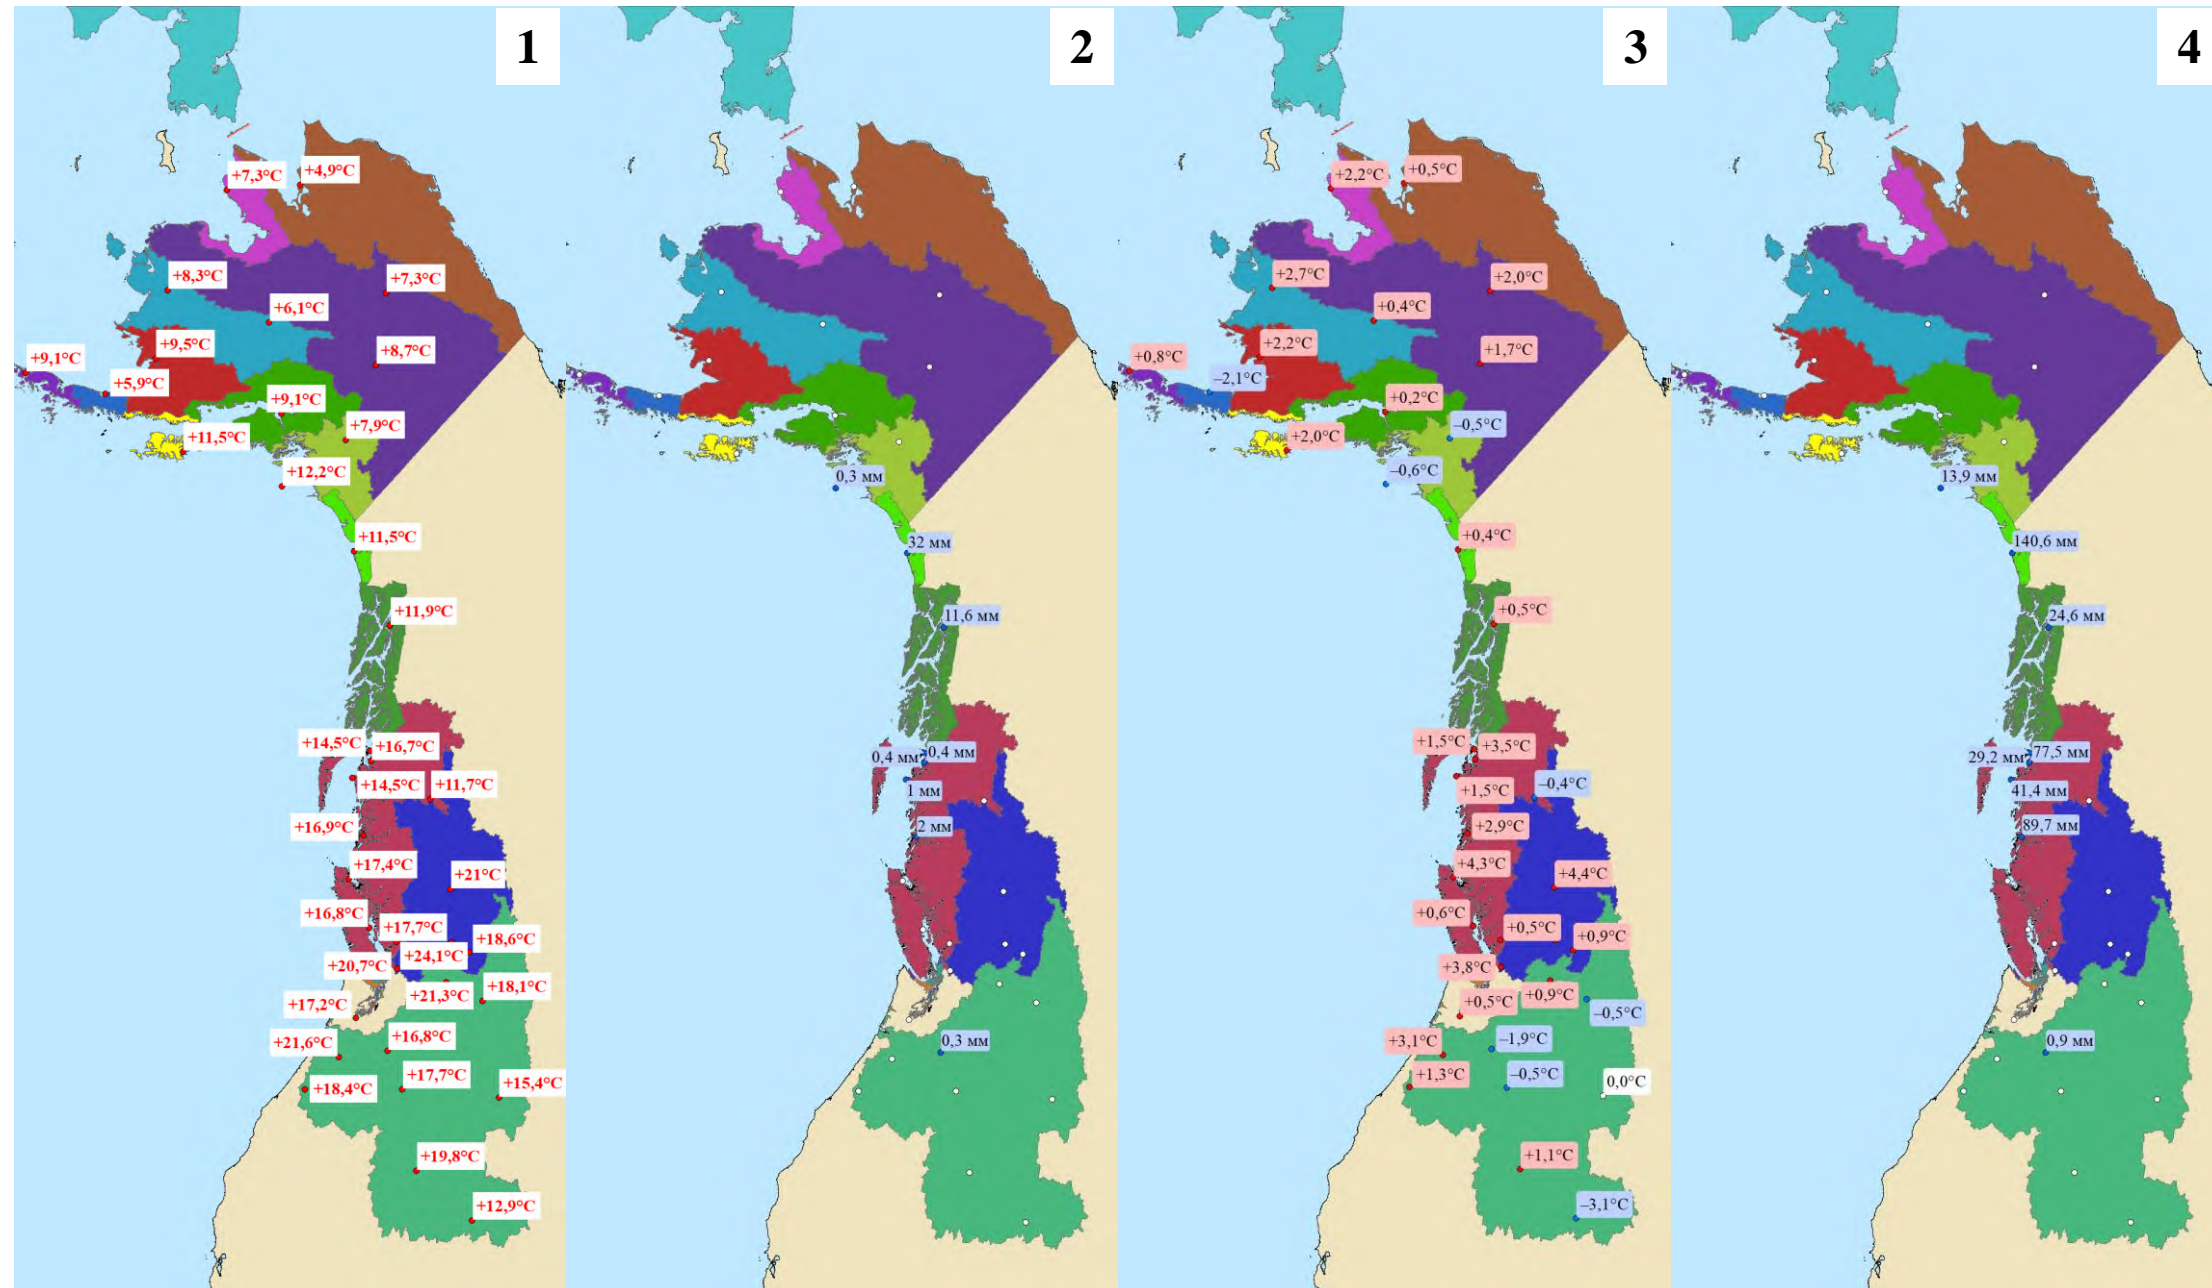 1
+7,3°C
+4,9°C
+8,3°C
+7,3°C
+6,1°C
+9,5°C
+8,7°C
+9,1°C
+5,9°C
+9,1°C
+7,9°C
+11,5°C
+12,2°C
+11,5°C
+11,9°C
+14,5°C
+16,7°C
+14,5°C
+11,7°C
+16,9°C
+17,4°C
+21°C
+16,8°C
+17,7°C
+18,6°C
+24,1°C
+20,7°C
+21,3°C
+18,1°C
+17,2°C
+21,6°C
+16,8°C
+17,7°C
+18,4°C
+15,4°C
+19,8°C
+12,9°C
2
0,3 мм
32 мм
11,6 мм
0,4 мм
0,4 мм
1 мм
2 мм
0,3 мм
3
+2,2°C
+0,5°C
+2,7°C
+2,0°C
+0,4°C
+2,2°C
+1,7°C
+0,8°C
–2,1°C
+0,2°C
–0,5°C
+2,0°C
–0,6°C
+0,4°C
+0,5°C
+1,5°C
+3,5°C
+1,5°C
–0,4°C
+2,9°C
+4,3°C
+4,4°C
+0,6°C
+0,5°C
+0,9°C
+3,8°C
+0,9°C
+0,5°C
–0,5°C
+3,1°C
–1,9°C
+1,3°C
–0,5°C
0,0°C
+1,1°C
–3,1°C
4
13,9 мм
140,6 мм
24,6 мм
29,2 мм
77,5 мм
41,4 мм
89,7 мм
0,9 мм